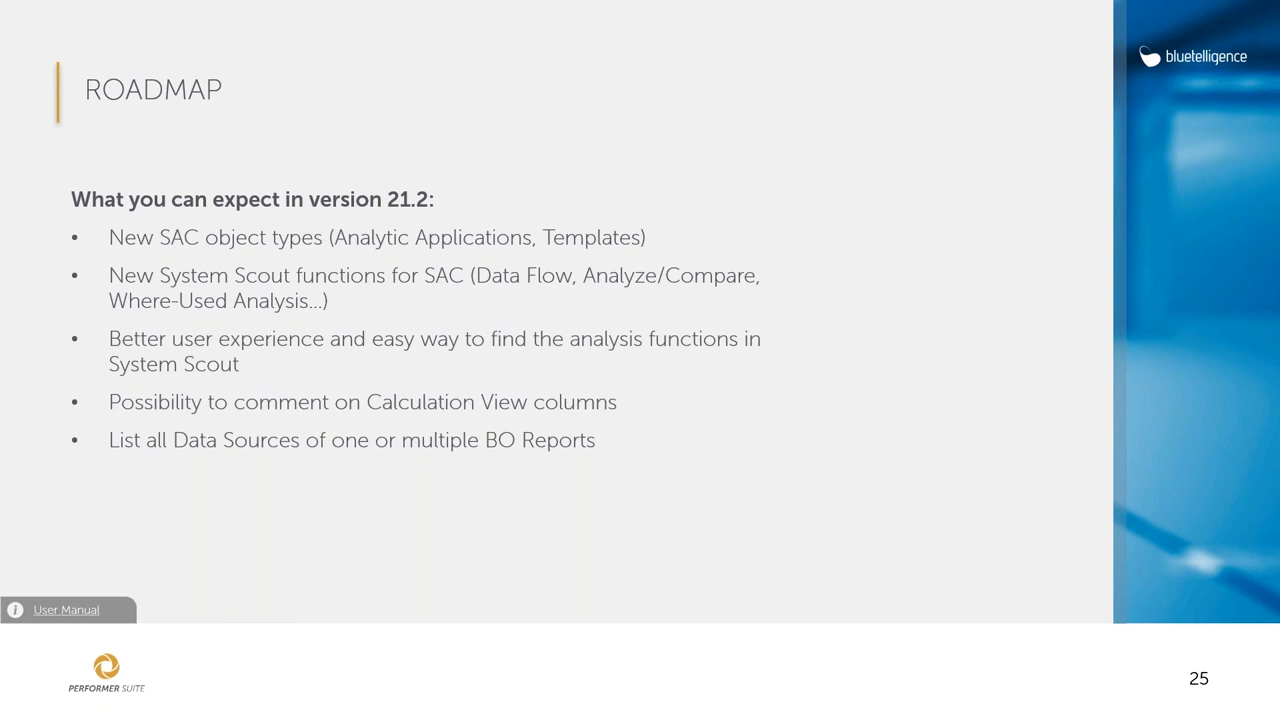 bluetelligence
ROADMAP
What you can expect in version 21.2:
• New SAC object types (Analytic Applications, Templates)
• New System Scout functions for SAC (Data Flow, Analyze/Compare,
Where-Used Analysis...)
• Better user experience and easy way to find the analysis functions in
System Scout
• Possibility to comment on Calculation View columns
• List all Data Sources of one or multiple BO Reports
i User Manual
PERFORMER SUITE
25